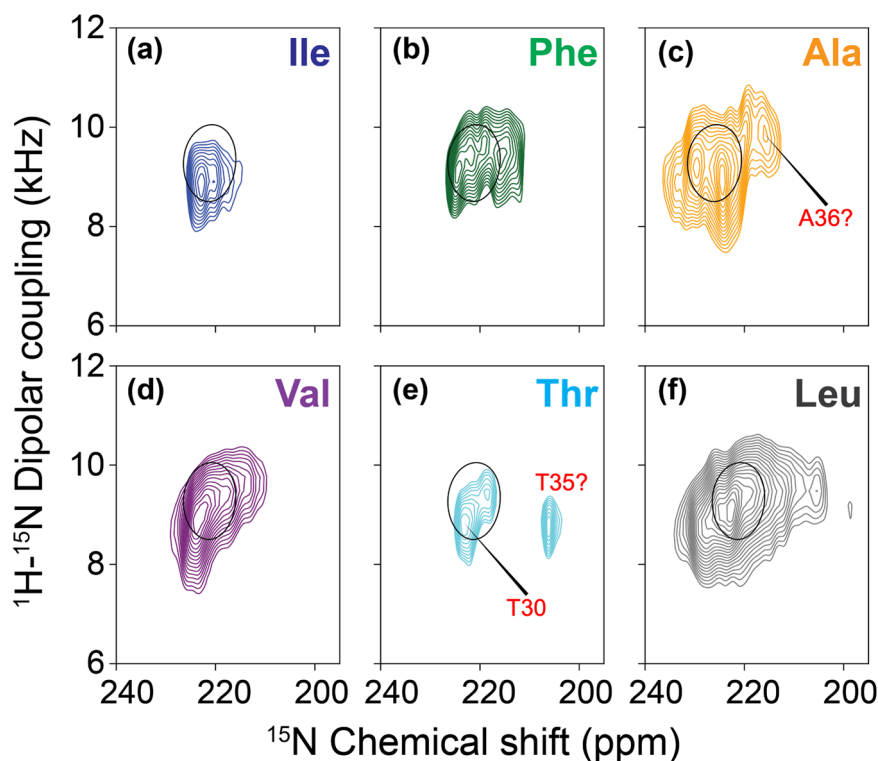 (a) Ile
(b) Phe
(c) Ala
12
10
8
6
A36?
(d) Val
(e) Thr
(f) Leu
12
10
8
6
T35?
T30
240 220 200
240 220 200
240 220 200
¹H-¹⁵N Dipolar coupling (kHz)
¹⁵N Chemical shift (ppm)